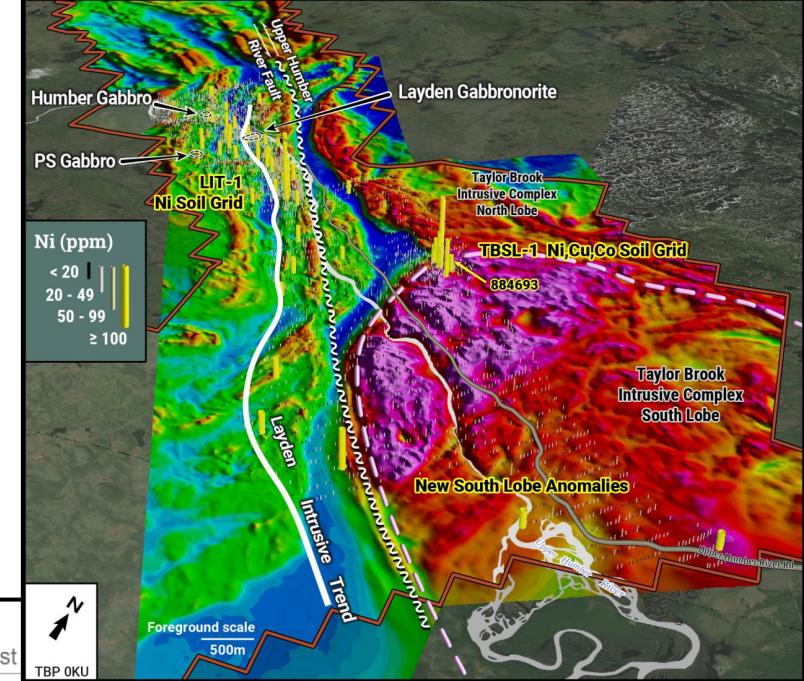 Upper Humber
River Fault
Humber Gabbro
Layden Gabbronorite
PS Gabbro
LIT-1
Ni Soil Grid
Taylor Brook
Intrusive Complex
North Lobe
TBSL-1 Ni,Cu,Co Soil Grid
884693
Ni (ppm)
< 20
20 - 49
50 - 99
≥ 100
Taylor Brook
Intrusive Complex
South Lobe
Layden
Intrusive
Trend
New South Lobe Anomalies
Upper Humber River Rd
Upper Humber River
N
TBP 0KU
Foreground scale
500m
st